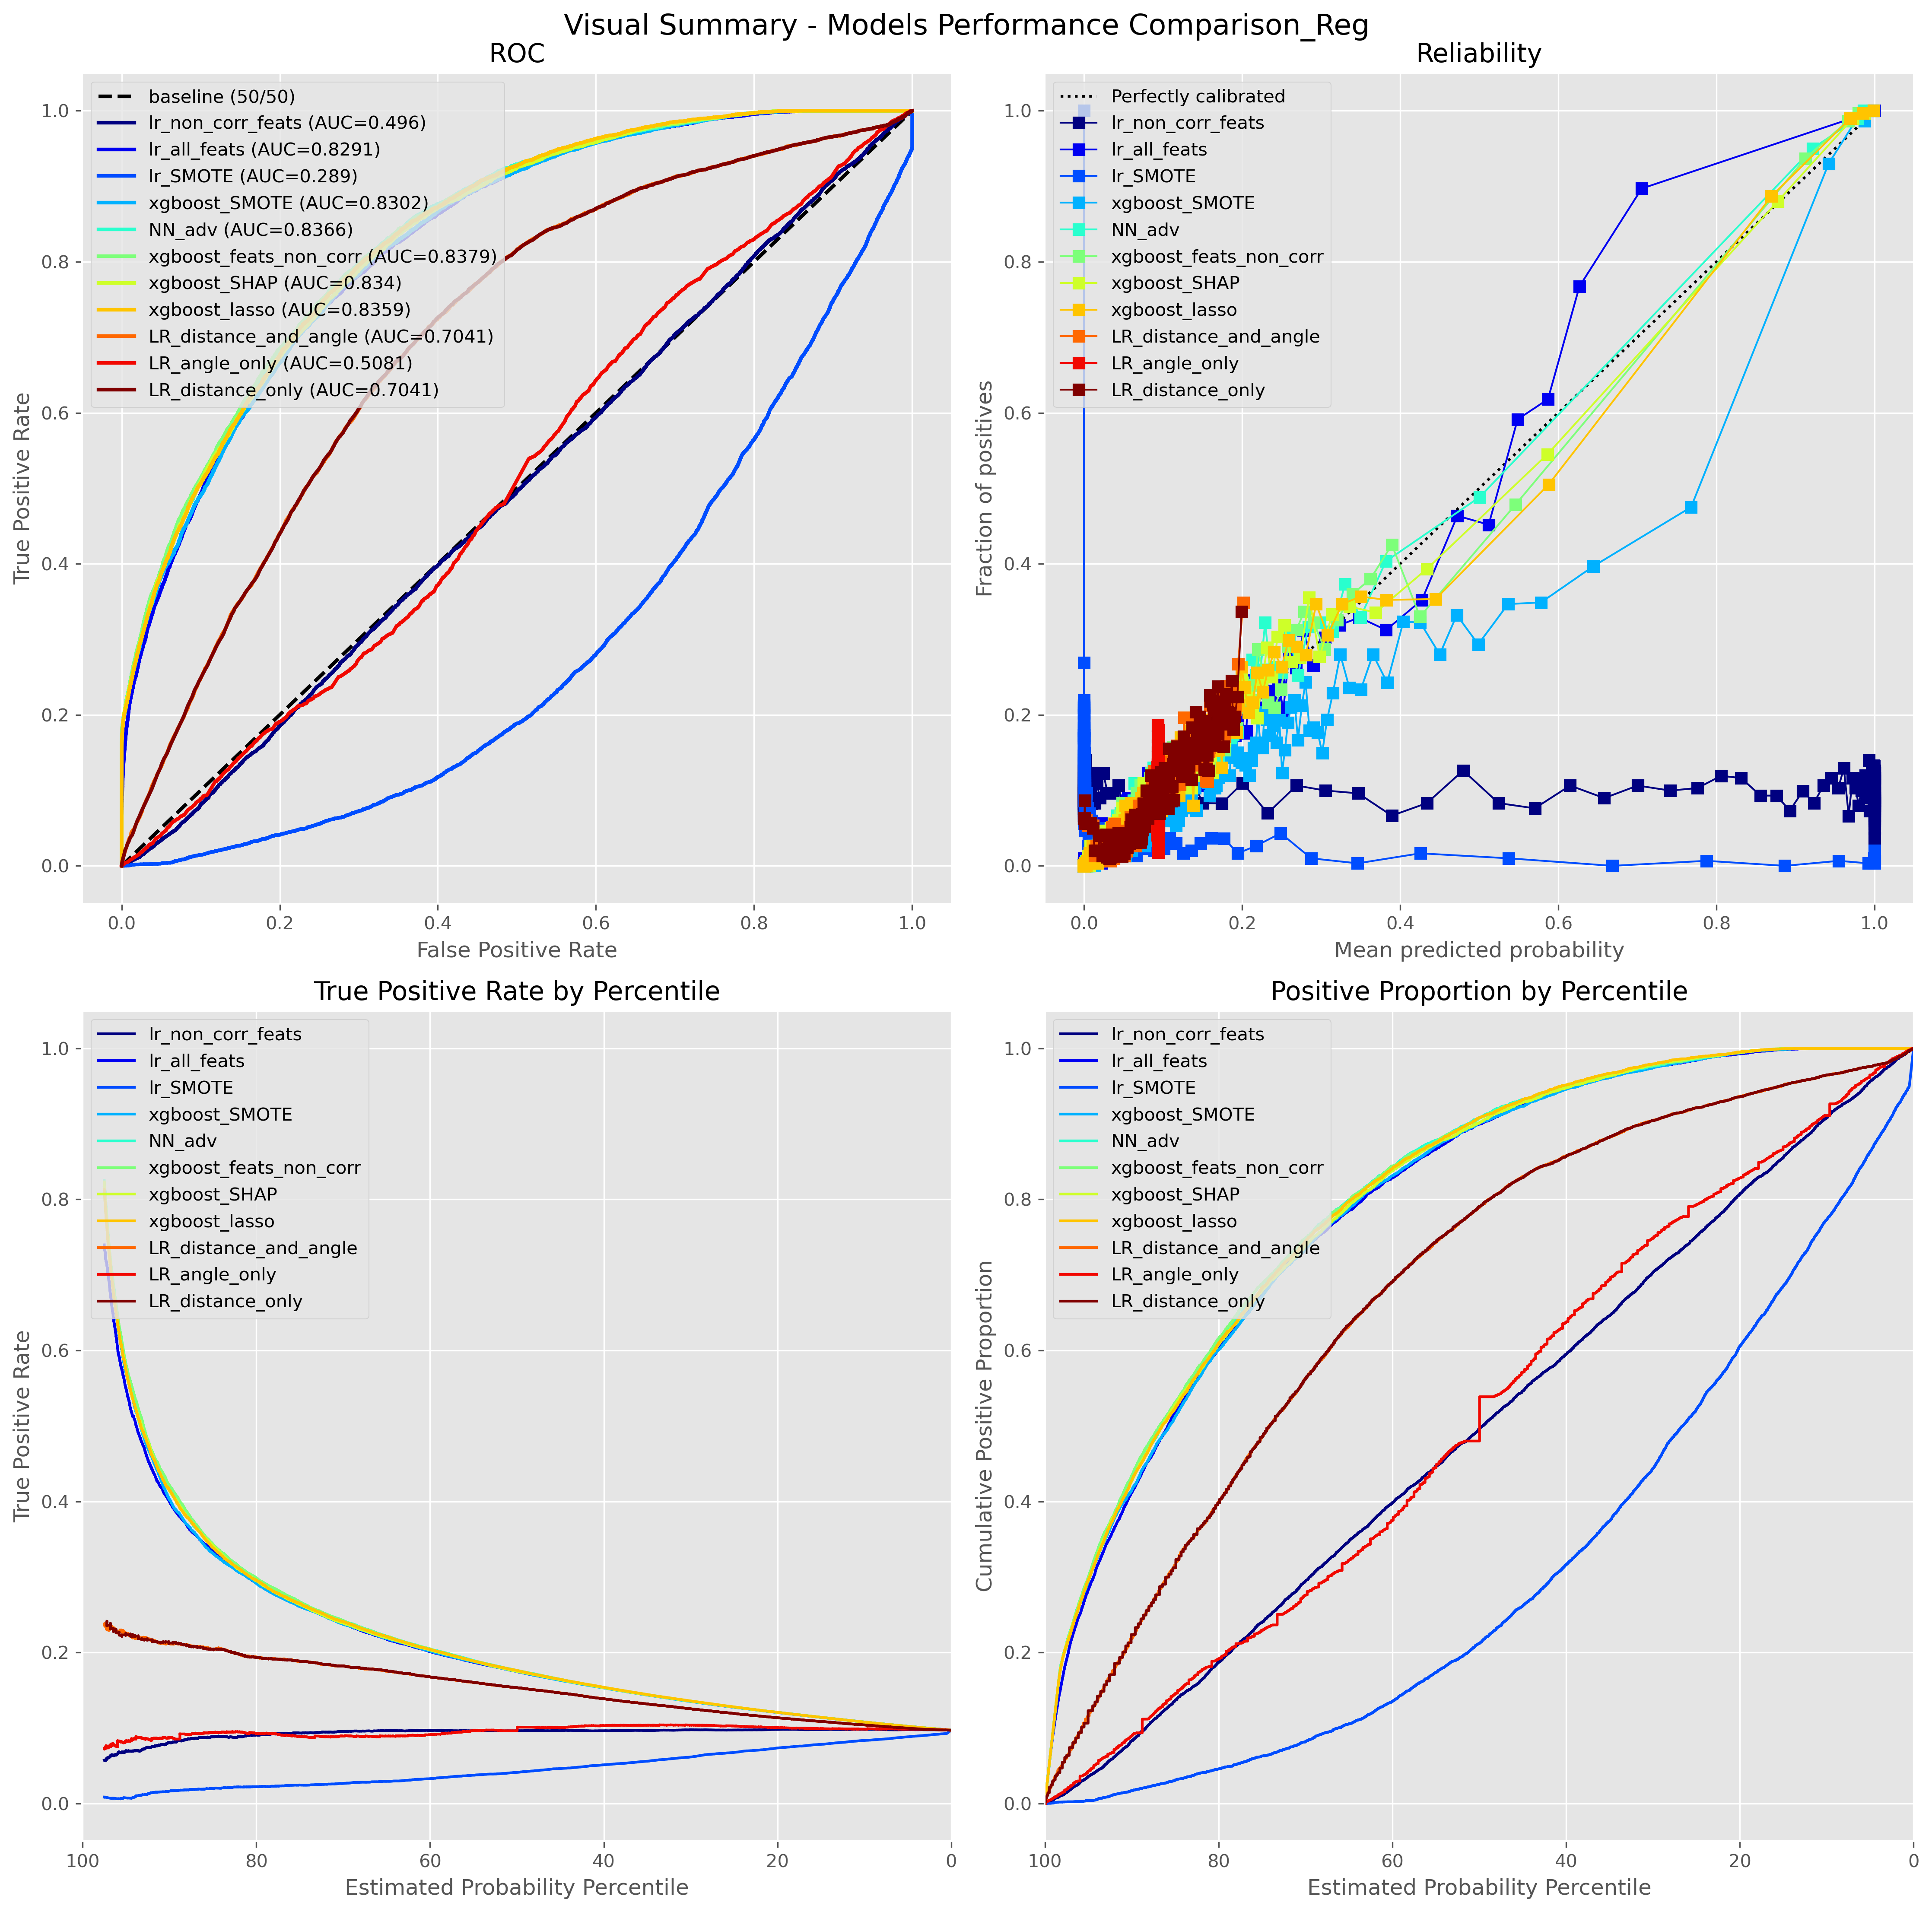 Visual Summary - Models Performance Comparison_Reg
ROC
baseline (50/50)
lr_non_corr_feats (AUC=0.496)
lr_all_feats (AUC=0.8291)
lr_SMOTE (AUC=0.289)
xgboost_SMOTE (AUC=0.8302)
NN_adv (AUC=0.8366)
xgboost_feats_non_corr (AUC=0.8379)
xgboost_SHAP (AUC=0.834)
xgboost_lasso (AUC=0.8359)
LR_distance_and_angle (AUC=0.7041)
LR_angle_only (AUC=0.5081)
LR_distance_only (AUC=0.7041)
True Positive Rate
1.0
0.8
0.6
0.4
0.2
0.0
0.0 0.2 0.4 0.6 0.8 1.0
False Positive Rate
Reliability
Perfectly calibrated
lr_non_corr_feats
lr_all_feats
lr_SMOTE
xgboost_SMOTE
NN_adv
xgboost_feats_non_corr
xgboost_SHAP
xgboost_lasso
LR_distance_and_angle
LR_angle_only
LR_distance_only
Fraction of positives
1.0
0.8
0.6
0.4
0.2
0.0
0.0 0.2 0.4 0.6 0.8 1.0
Mean predicted probability
True Positive Rate by Percentile
lr_non_corr_feats
lr_all_feats
lr_SMOTE
xgboost_SMOTE
NN_adv
xgboost_feats_non_corr
xgboost_SHAP
xgboost_lasso
LR_distance_and_angle
LR_angle_only
LR_distance_only
True Positive Rate
1.0
0.8
0.6
0.4
0.2
0.0
100 80 60 40 20 0
Estimated Probability Percentile
Positive Proportion by Percentile
lr_non_corr_feats
lr_all_feats
lr_SMOTE
xgboost_SMOTE
NN_adv
xgboost_feats_non_corr
xgboost_SHAP
xgboost_lasso
LR_distance_and_angle
LR_angle_only
LR_distance_only
Cumulative Positive Proportion
1.0
0.8
0.6
0.4
0.2
0.0
100 80 60 40 20 0
Estimated Probability Percentile